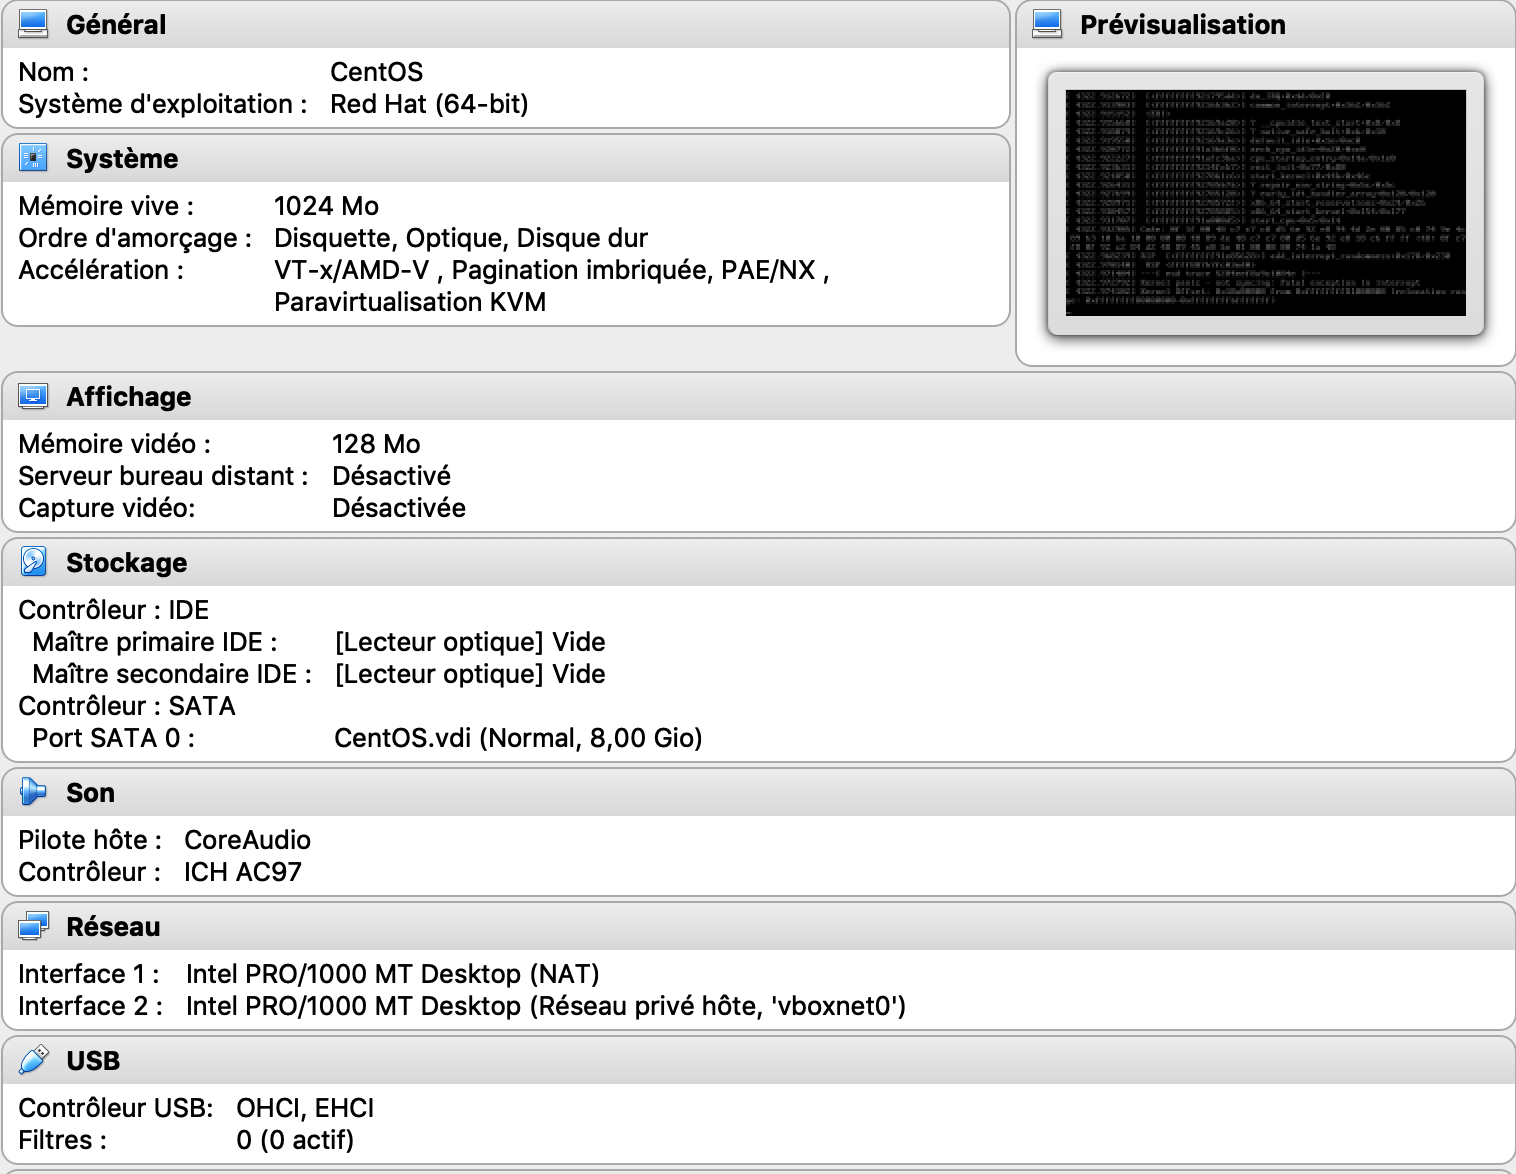 Général
Nom : CentOS
Système d'exploitation : Red Hat (64-bit)
Système
Mémoire vive : 1024 Mo
Ordre d'amorçage : Disquette, Optique, Disque dur
Accélération : VT-x/AMD-V , Pagination imbriquée, PAE/NX ,
Paravirtualisation KVM
Prévisualisation
Affichage
Mémoire vidéo : 128 Mo
Serveur bureau distant : Désactivé
Capture vidéo: Désactivée
Stockage
Contrôleur : IDE
Maître primaire IDE : [Lecteur optique] Vide
Maître secondaire IDE : [Lecteur optique] Vide
Contrôleur : SATA
Port SATA 0 : CentOS.vdi (Normal, 8,00 Gio)
Son
Pilote hôte : CoreAudio
Contrôleur : ICH AC97
Réseau
Interface 1 : Intel PRO/1000 MT Desktop (NAT)
Interface 2 : Intel PRO/1000 MT Desktop (Réseau privé hôte, 'vboxnet0')
USB
Contrôleur USB: OHCI, EHCI
Filtres : 0 (0 actif)